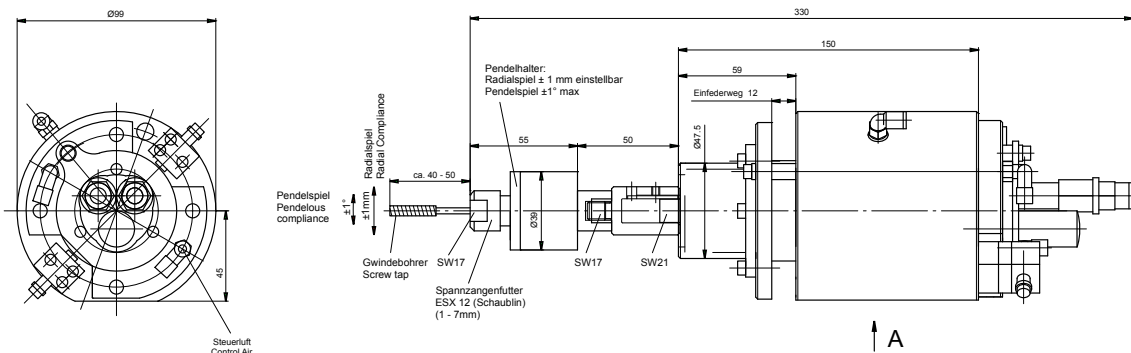 Ø99
45
Steuerluft
Control Air
330
150
59
Einfederweg 12
Pendelhalter:
Radialspiel ± 1 mm einstellbar
Pendelspiel ±1° max
55
50
Ø47.5
Radialspiel
Radial Compliance
ca. 40 - 50
Pendelspiel
Pendelous
compliance
±1°
±1mm
Ø39
Gwindebohrer
Screw tap
SW17
SW17
SW21
Spannzangenfutter
ESX 12 (Schaublin)
(1 - 7mm)
A